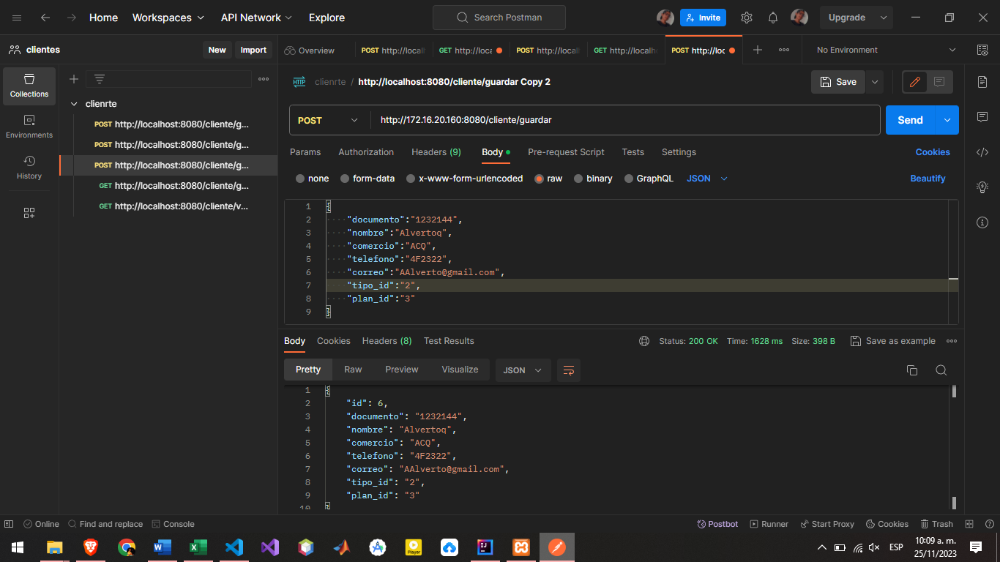 Home Workspaces API Network Explore Search Postman Invite Upgrade
clientes New Import Overview POST http://local GET http://loca POST http://local GET http://localh POST http://loc No Environment
Collections
Environments
History
clienrte
POST http://localhost:8080/cliente/g...
POST http://localhost:8080/cliente/g...
POST http://localhost:8080/cliente/g...
GET http://localhost:8080/cliente/g...
GET http://localhost:8080/cliente/v...
HTTP clienrte / http://localhost:8080/cliente/guardar Copy 2 Save
POST http://172.16.20.160:8080/cliente/guardar Send
Params Authorization Headers (9) Body Pre-request Script Tests Settings Cookies
none form-data x-www-form-urlencoded raw binary GraphQL JSON Beautify
1 {
2 "documento":"1232144",
3 "nombre":"Alvertoq",
4 "comercio":"ACQ",
5 "telefono":"4F2322",
6 "correo":"AAlverto@gmail.com",
7 "tipo_id":"2",
8 "plan_id":"3"
9 }
Body Cookies Headers (8) Test Results Status: 200 OK Time: 1628 ms Size: 398 B Save as example
Pretty Raw Preview Visualize JSON
1 {
2 "id": 6,
3 "documento": "1232144",
4 "nombre": "Alvertoq",
5 "comercio": "ACQ",
6 "telefono": "4F2322",
7 "correo": "AAlverto@gmail.com",
8 "tipo_id": "2",
9 "plan_id": "3"
10 }
Online Find and replace Console Postbot Runner Start Proxy Cookies Trash
Player ESP 10:09 a. m.
25/11/2023